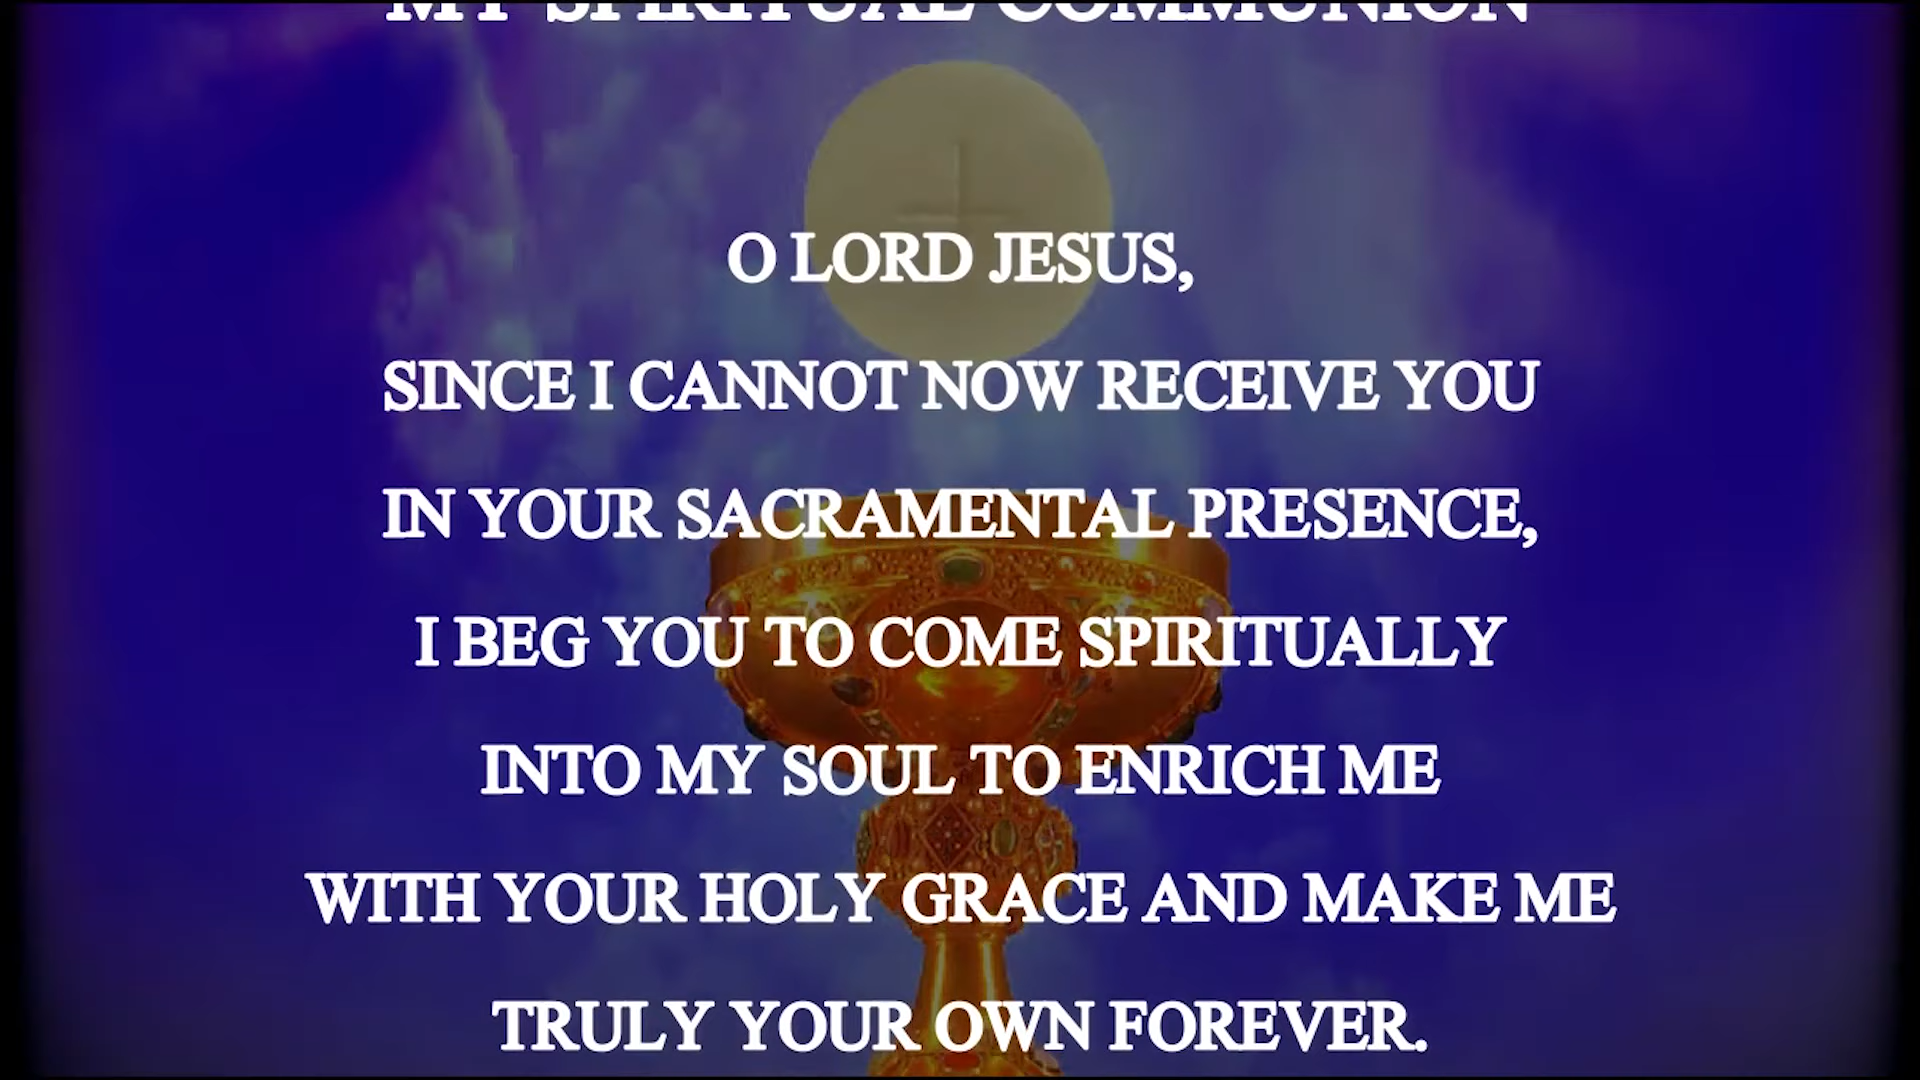 MY SPIRITUAL COMMUNION
O LORD JESUS,
SINCE I CANNOT NOW RECEIVE YOU
IN YOUR SACRAMENTAL PRESENCE,
I BEG YOU TO COME SPIRITUALLY
INTO MY SOUL TO ENRICH ME
WITH YOUR HOLY GRACE AND MAKE ME
TRULY YOUR OWN FOREVER.